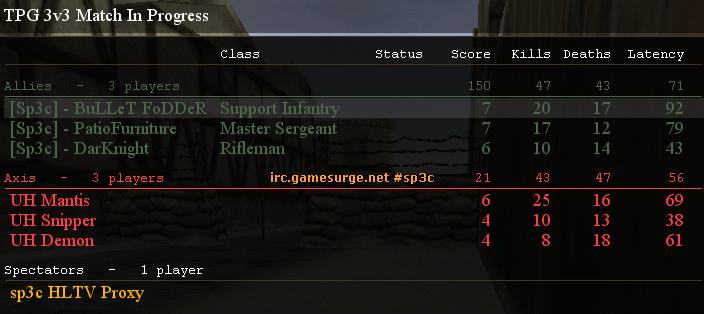 TPG 3v3 Match In Progress
Class Status Score Kills Deaths Latency
Allies - 3 players 150 47 43 71
[Sp3c] - BuLLeT FoDDeR Support Infantry 7 20 17 92
[Sp3c] - PatioFurniture Master Sergeant 7 17 12 79
[Sp3c] - DarKnight Rifleman 6 10 14 43
Axis - 3 players irc.gamesurge.net #sp3c 21 43 47 56
UH Mantis 6 25 16 69
UH Snipper 4 10 13 38
UH Demon 4 8 18 61
Spectators - 1 player
sp3c HLTV Proxy